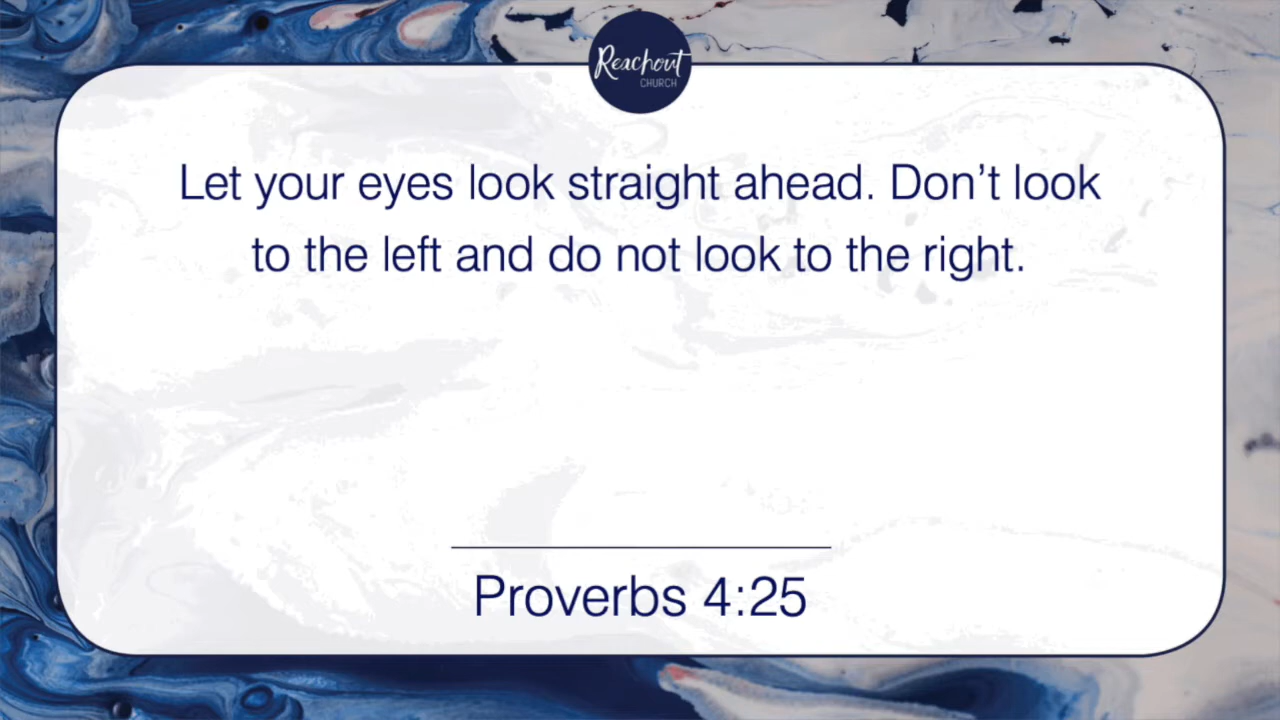 Reachout
CHURCH
Let your eyes look straight ahead. Don’t look
to the left and do not look to the right.
Proverbs 4:25